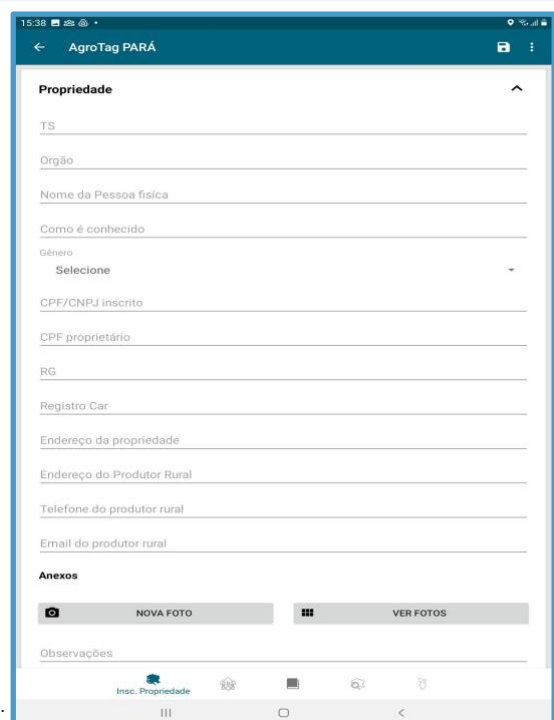 15:38
AgroTag PARÁ
Propriedade
TS
Orgão
Nome da Pessoa fisica
Como é conhecido
Gênero
Selecione
CPF/CNPJ inscrito
CPF proprietário
RG
Registro Car
Endereço da propriedade
Endereço do Produtor Rural
Telefone do produtor rural
Email do produtor rural
Anexos
NOVA FOTO VER FOTOS
Observações
Insc. Propriedade
.